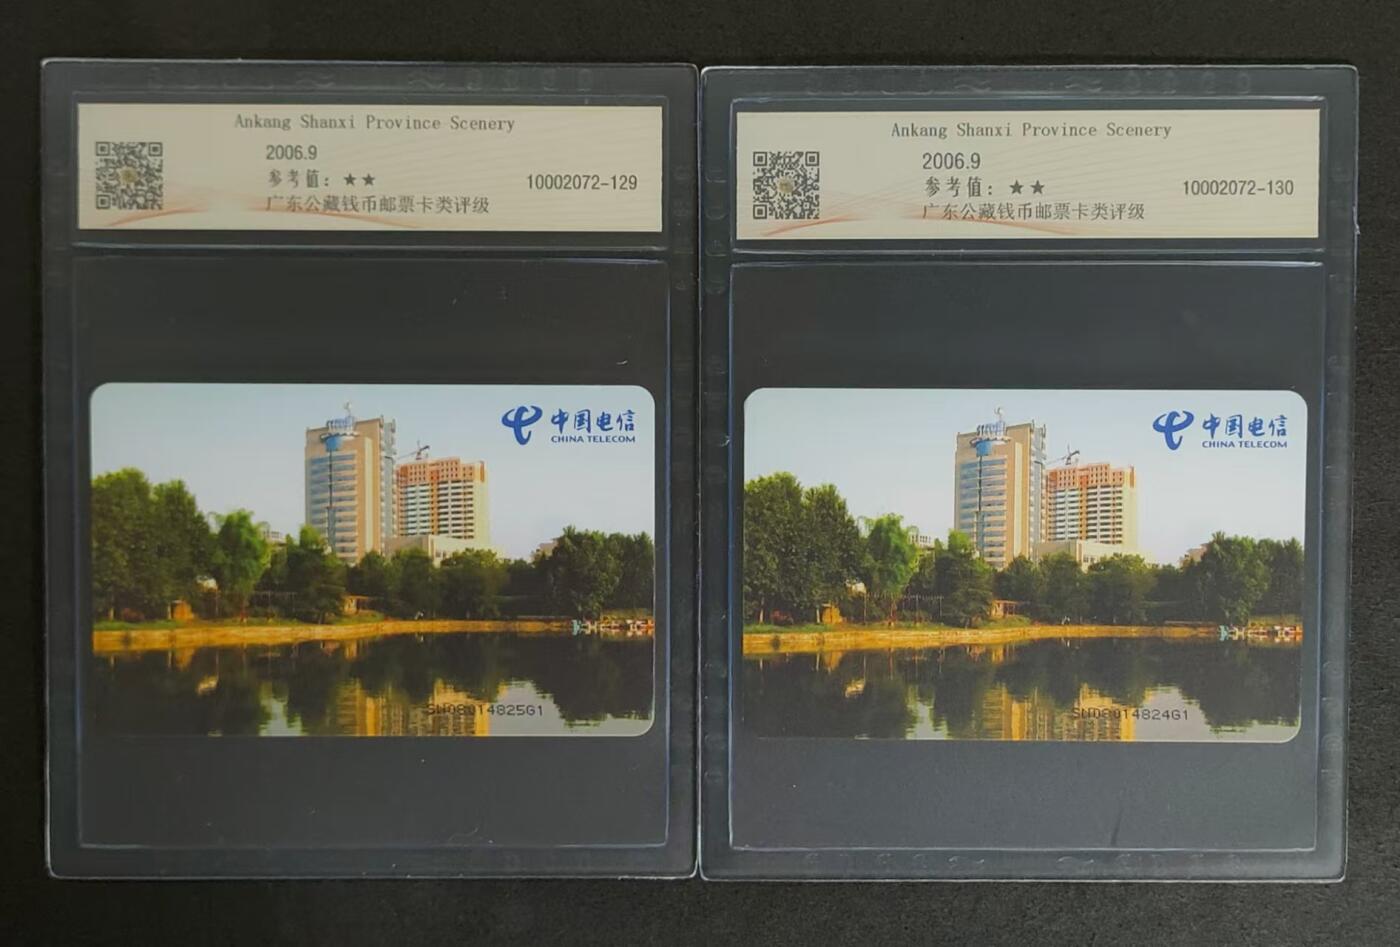 Ankang Shanxi Province Scenery
2006.9
参考值：★★
10002072-129
广东公藏钱币邮票卡类评级
中国电信
CHINA TELECOM
14825G1
Ankang Shanxi Province Scenery
2006.9
参考值：★★
10002072-130
广东公藏钱币邮票卡类评级
中国电信
CHINA TELECOM
14824G1